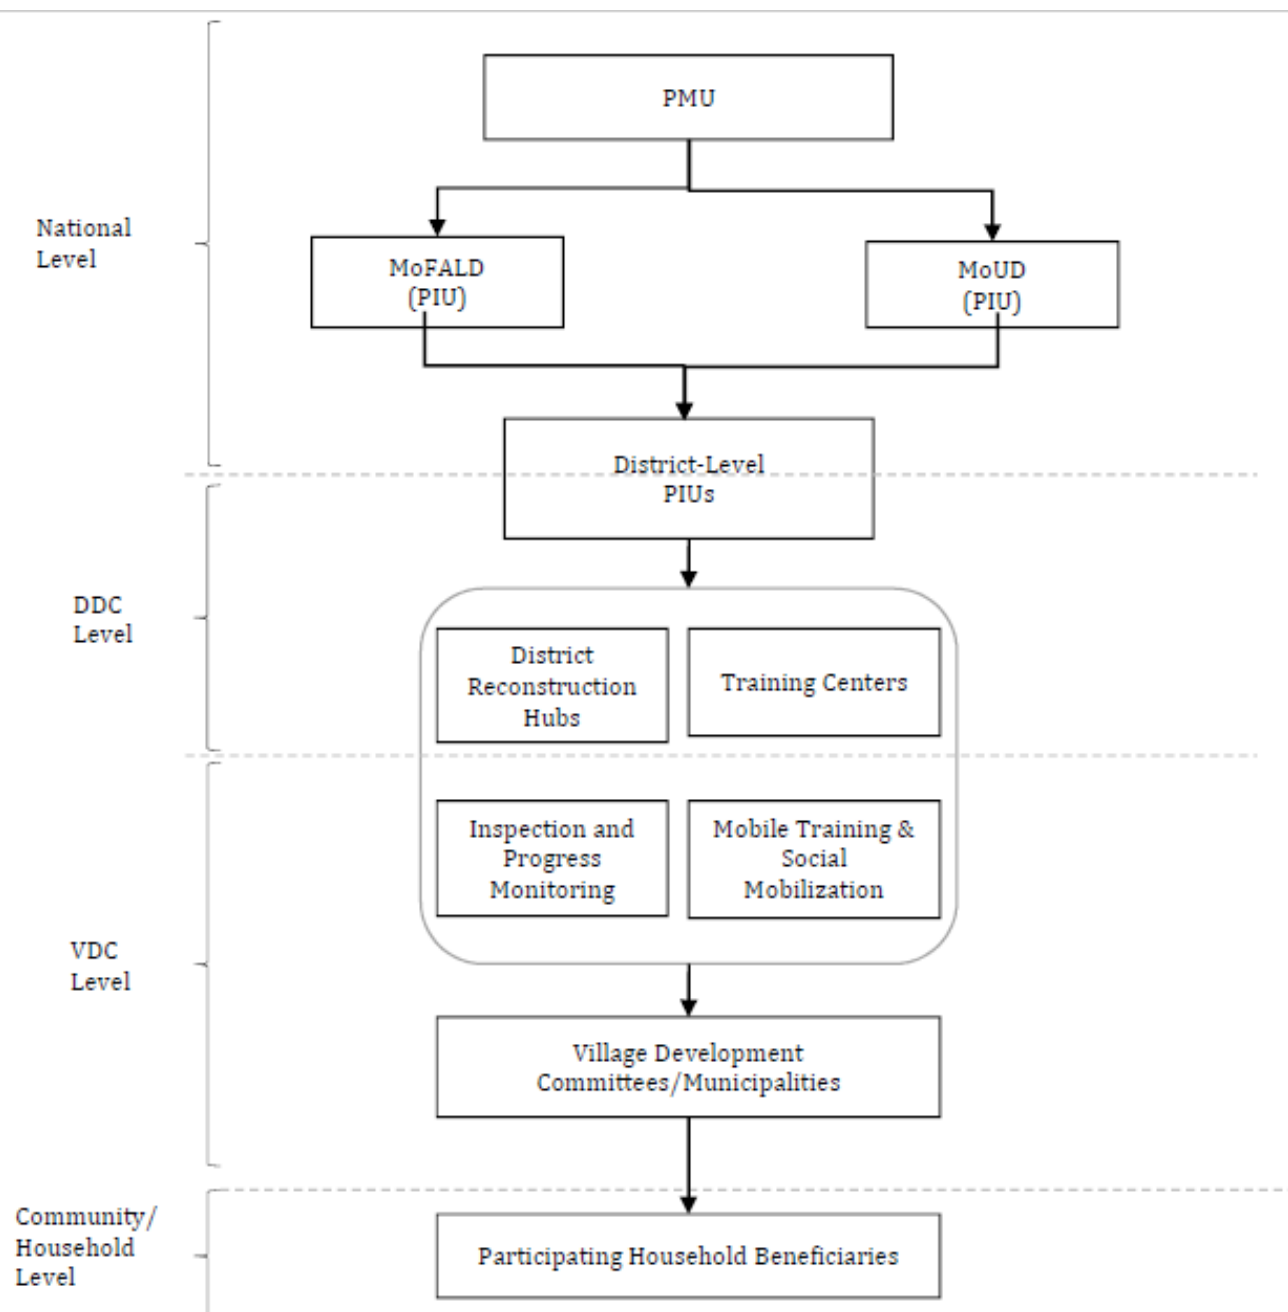 PMU
National
Level
MoFALD
(PIU)
MoUD
(PIU)
District-Level
PIUs
DDC
Level
District
Reconstruction
Hubs
Training Centers
Inspection and
Progress
Monitoring
Mobile Training &
Social
Mobilization
VDC
Level
Village Development
Committees/Municipalities
Community/
Household
Level
Participating Household Beneficiaries